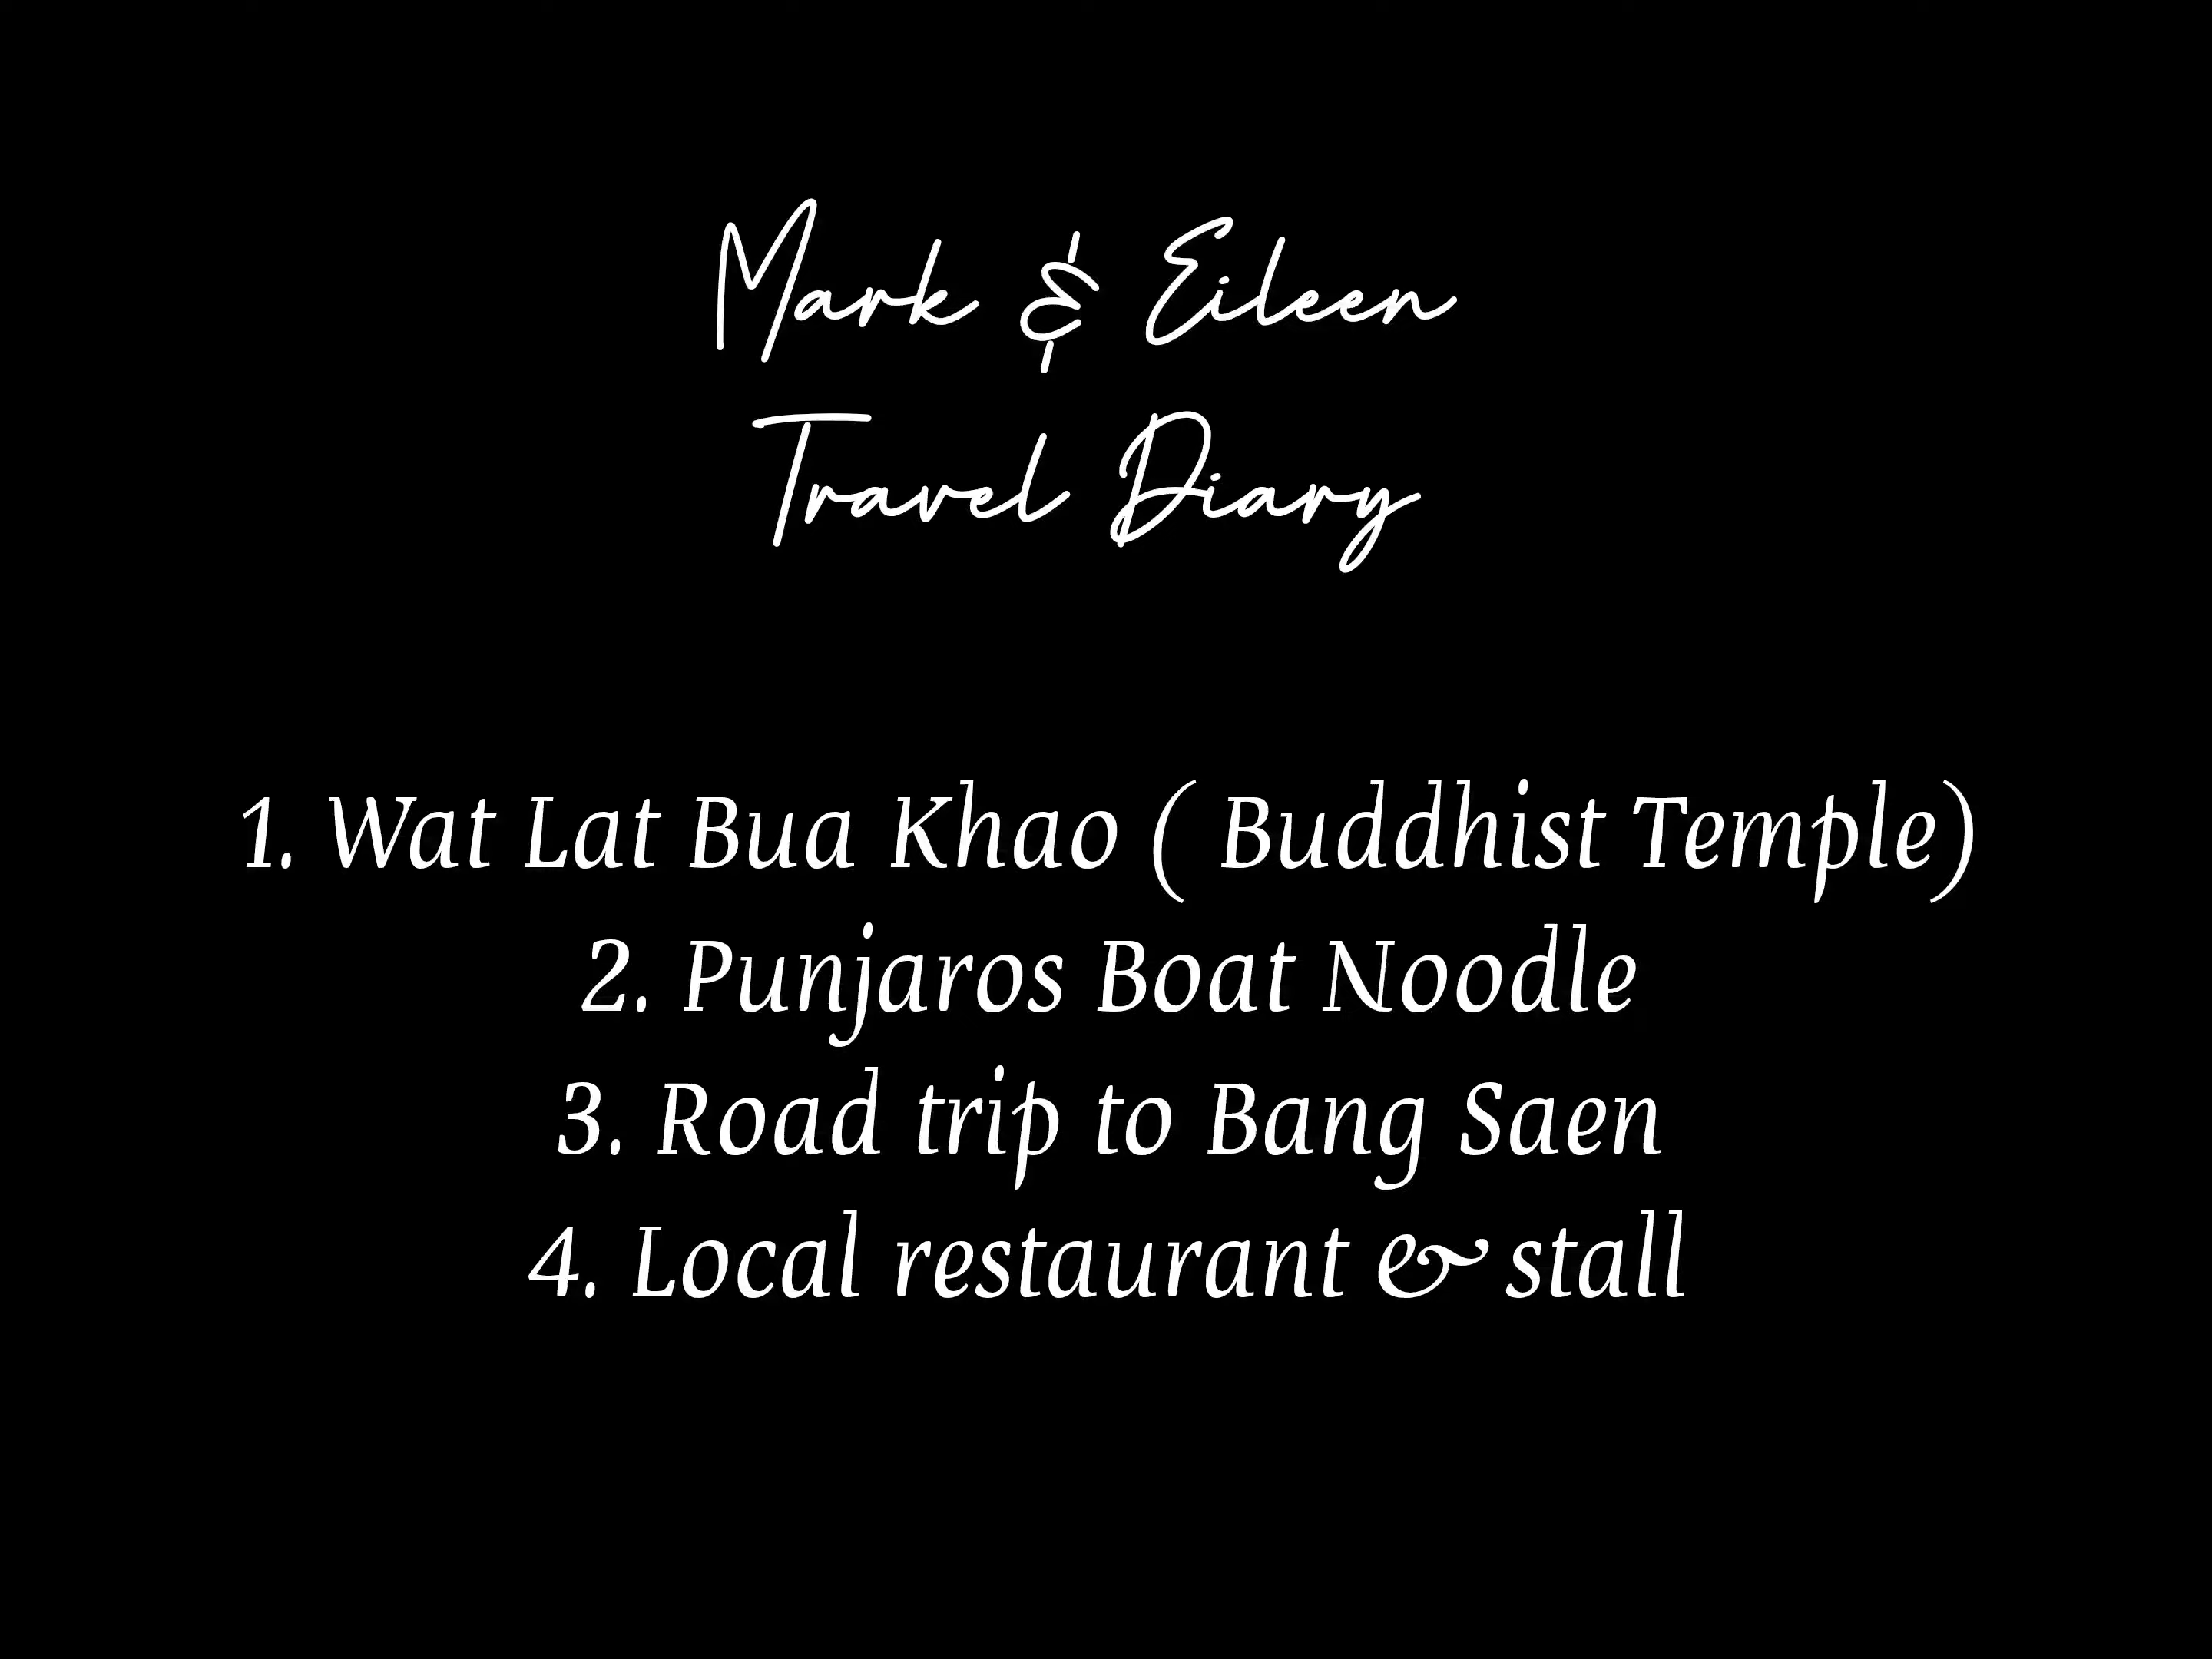 Mark & Eileen
Travel Diary
1. Wat Lat Bua Khao ( Buddhist Temple)
2. Punjaros Boat Noodle
3. Road trip to Bang Saen
4. Local restaurant & stall